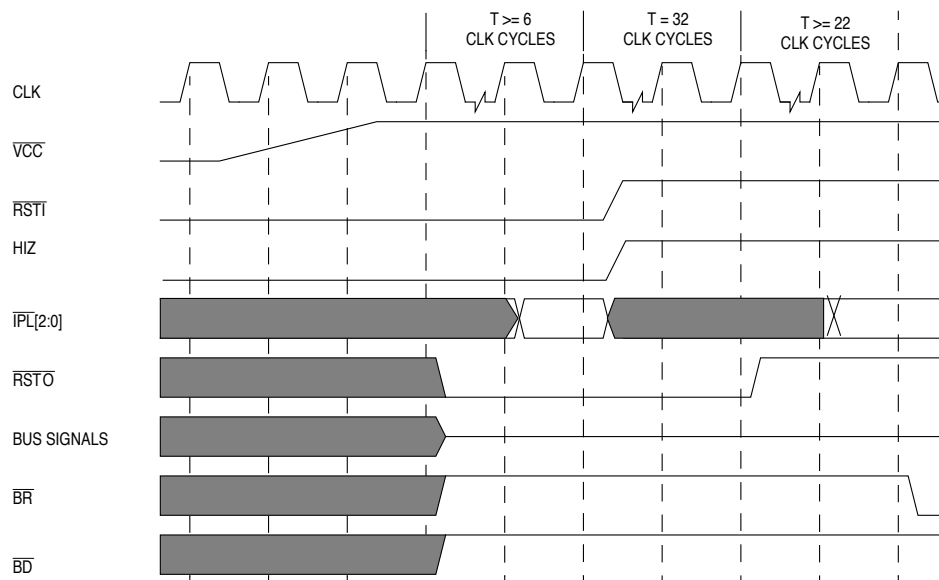 T >= 6
CLK CYCLES
T = 32
CLK CYCLES
T >= 22
CLK CYCLES
CLK
VCC
RSTI
HIZ
IPL[2:0]
RSTO
BUS SIGNALS
BR
BD